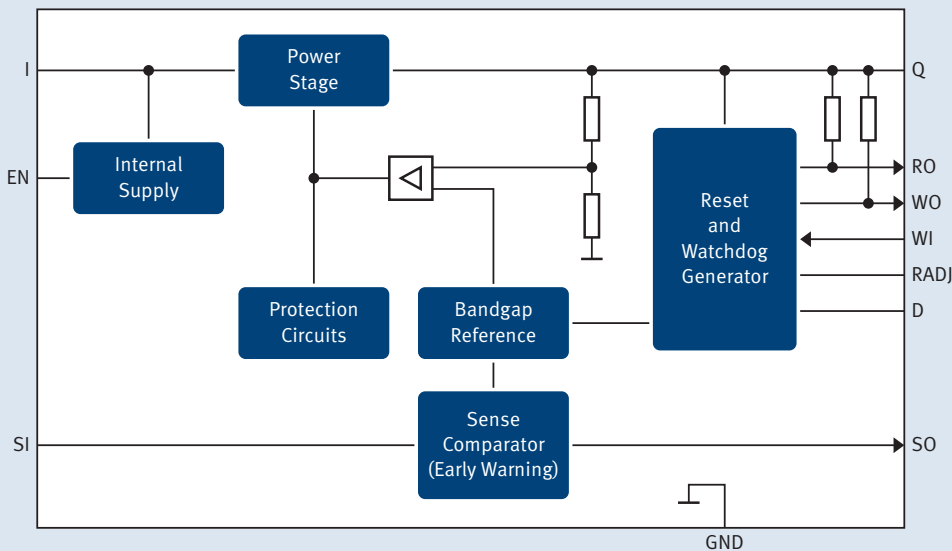 I
Power
Stage
Q
EN
Internal
Supply
Reset
and
Watchdog
Generator
RO
WO
WI
RADJ
D
Protection
Circuits
Bandgap
Reference
SI
Sense
Comparator
(Early Warning)
SO
GND